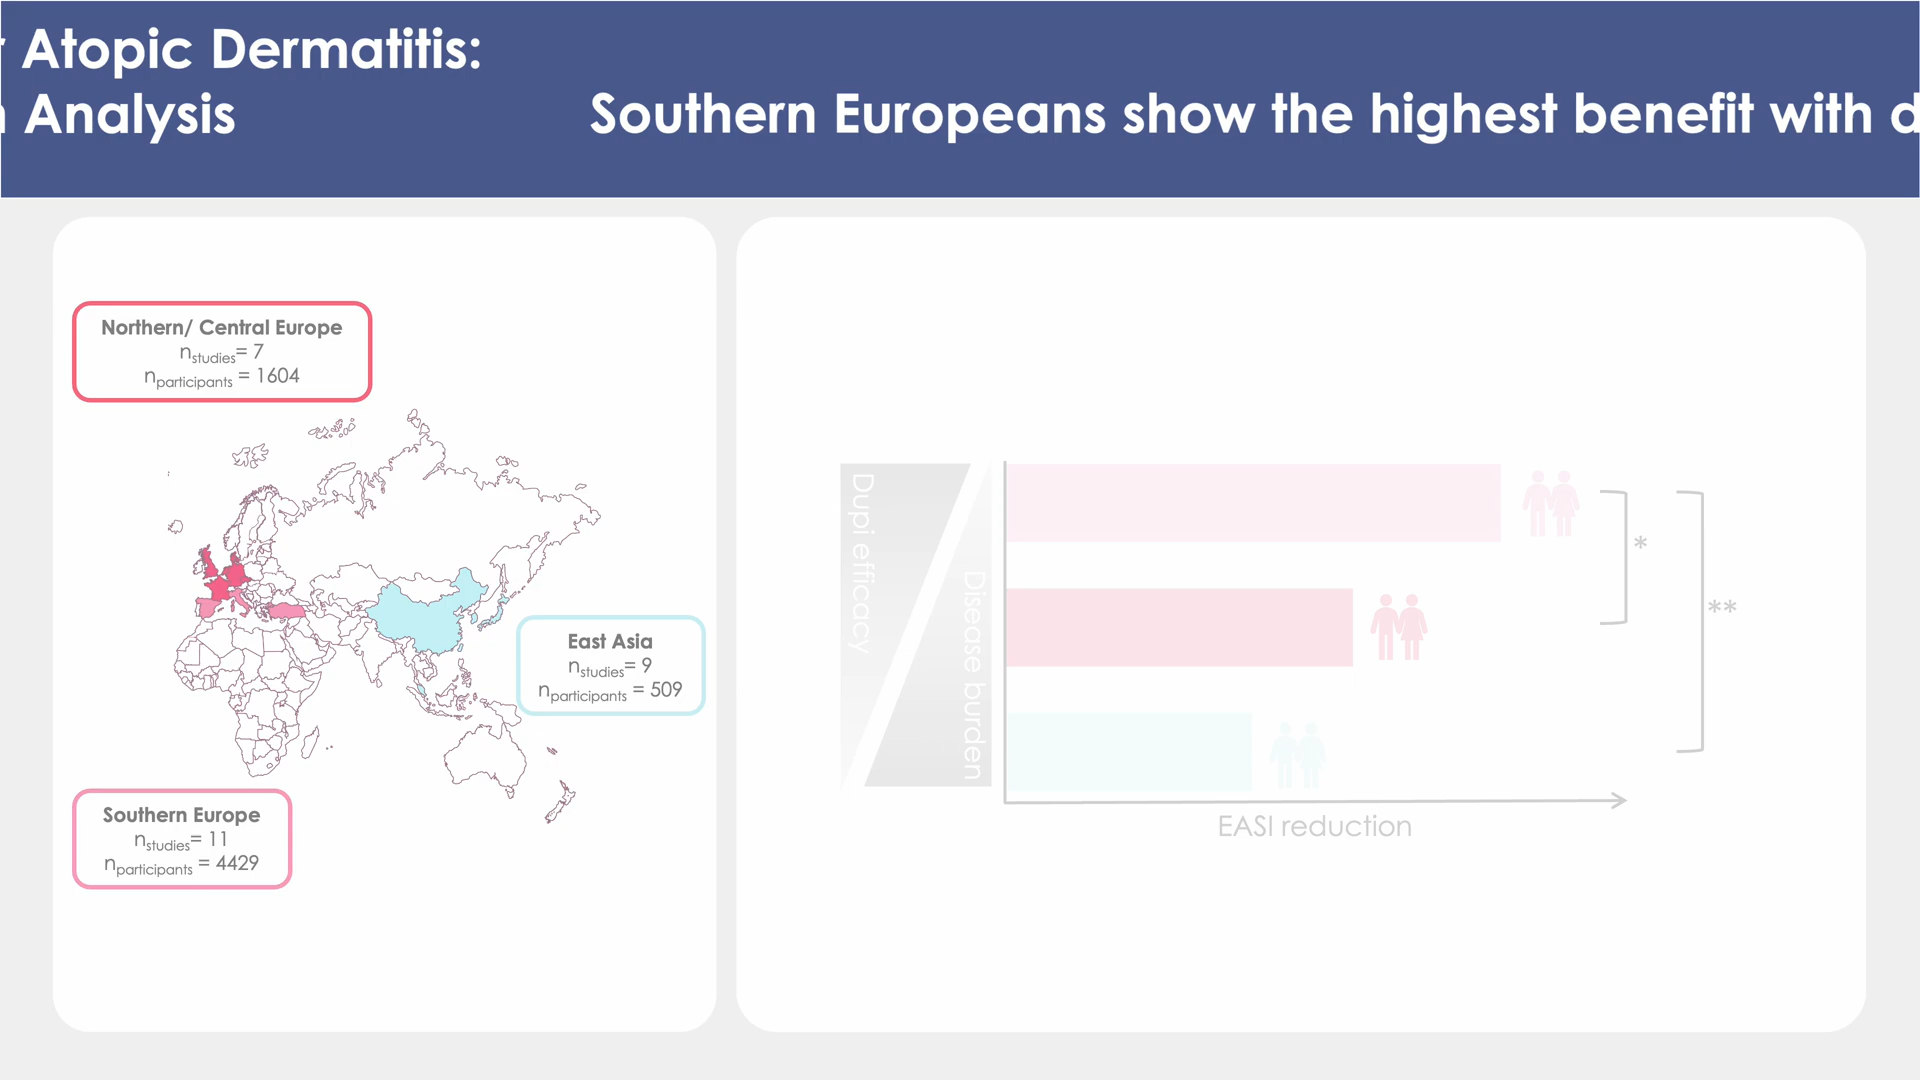 Atopic Dermatitis:
Analysis
Southern Europeans show the highest benefit with
Northern/ Central Europe
nstudies= 7
nparticipants = 1604
East Asia
nstudies= 9
nparticipants = 509
Southern Europe
nstudies= 11
nparticipants = 4429
Dupi efficacy
Disease burden
*
**
EASI reduction